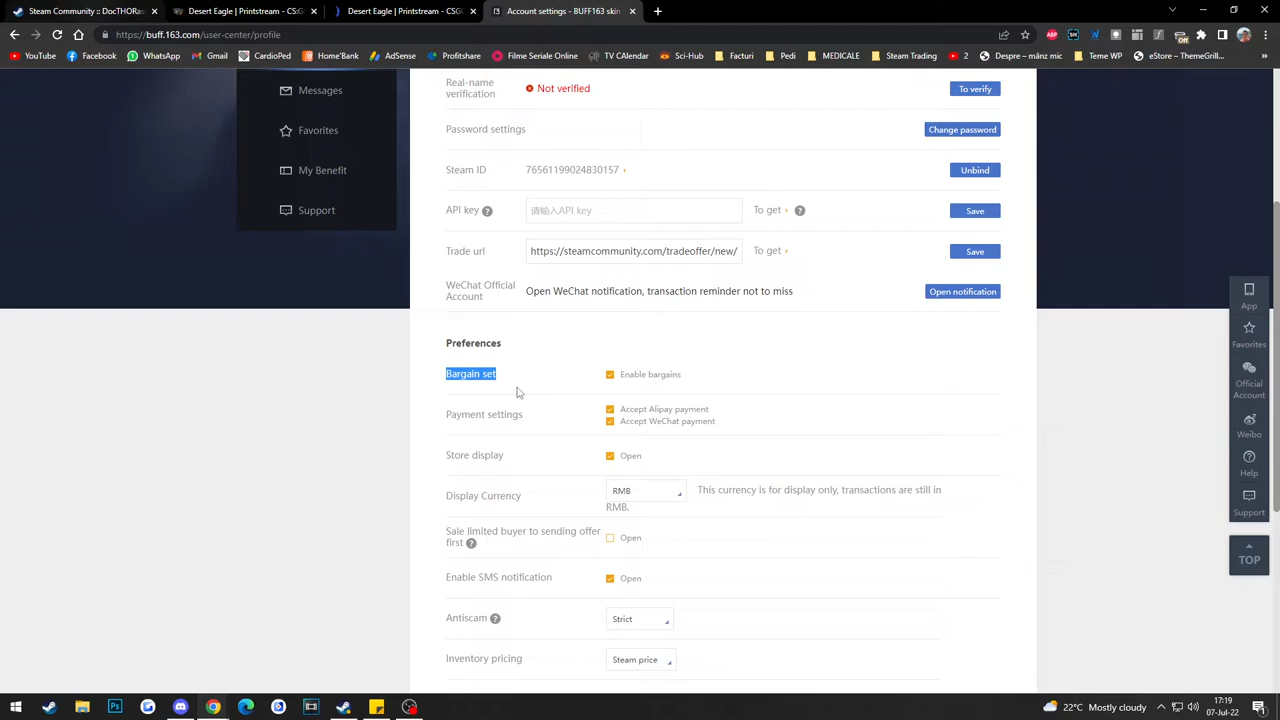 Steam Community :: DocTHORas
Desert Eagle Printstream - CSG
Steam Community :: Desert Eagle
Accounts Settings - BUFF163 skin
https://buff.163.com/user-center/profile
YouTube
Facebook
WhatsApp
Gmail
Cardbox
Home'Bank
AdSense
Profitshare
Filme Seriale Online
TV CAlendar
Sci-Hub
Facturi
Pedi
MEDICALE
Steam Trading
2
Despre – mânz mic
Teme WP
eStore – ThemeGrill...
Messages
Favorites
My Benefit
Support
Real-name
verification
Not verified
To verify
Password settings
Change password
Steam ID
76561199024830157
Unbind
API key ?
请输入API key
To get
?
Save
Trade url
https://steamcommunity.com/tradeoffer/new/
To get
Save
WeChat Official
Account
Open WeChat notification, transaction reminder not to miss
Open notification
Preferences
Bargain set
Enable bargains
Payment settings
Accept Alipay payment
Accept WeChat payment
Store display
Open
Display Currency
RMB
This currency is for display only, transactions are still in
RMB.
Sale limited buyer to sending offer
first ?
Open
Enable SMS notification
Open
Antiscam ?
Strict
Inventory pricing
Steam price
App
Favorites
Official
Account
Weibo
Help
Support
TOP
22°C Mostly cloudy
17:19
07-Jul-22